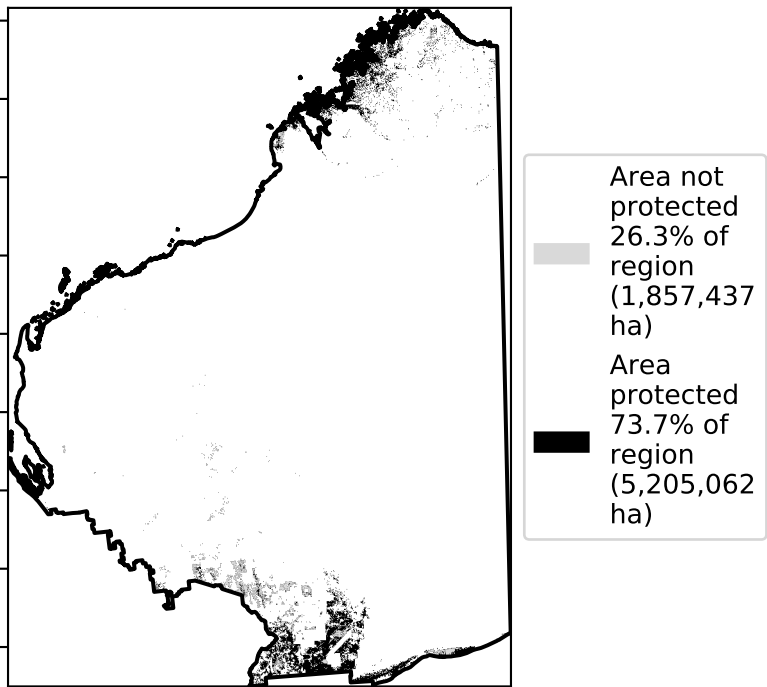 Area not
protected
26.3% of
region
(1,857,437
ha)
Area
protected
73.7% of
region
(5,205,062
ha)